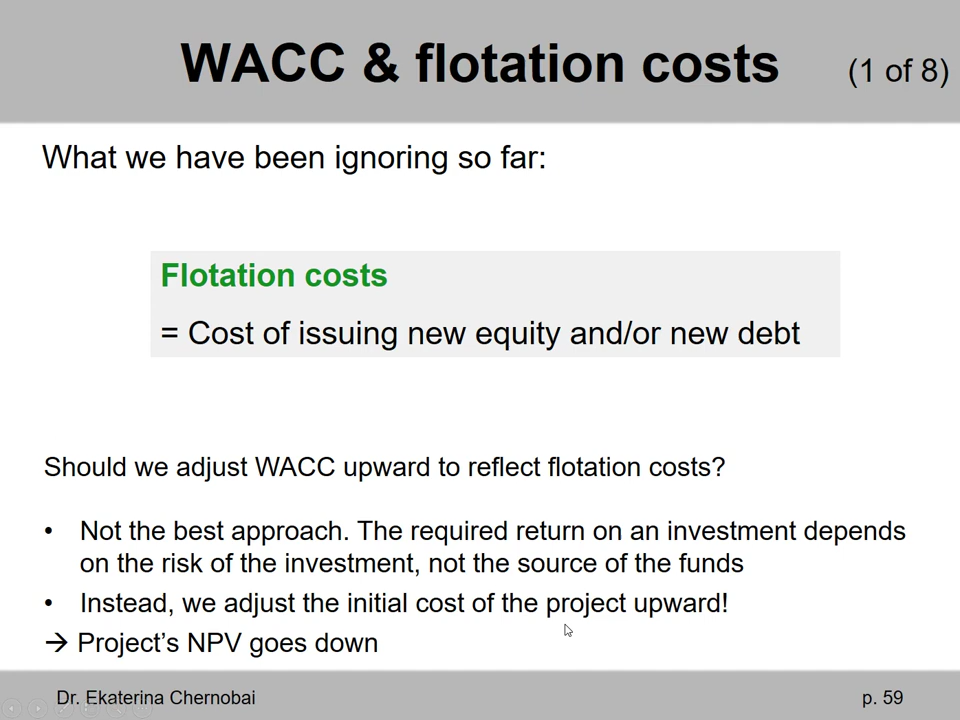 WACC & flotation costs (1 of 8)
What we have been ignoring so far:
Flotation costs
= Cost of issuing new equity and/or new debt
Should we adjust WACC upward to reflect flotation costs?
• Not the best approach. The required return on an investment depends
on the risk of the investment, not the source of the funds
• Instead, we adjust the initial cost of the project upward!
→ Project’s NPV goes down
Dr. Ekaterina Chernobai p. 59